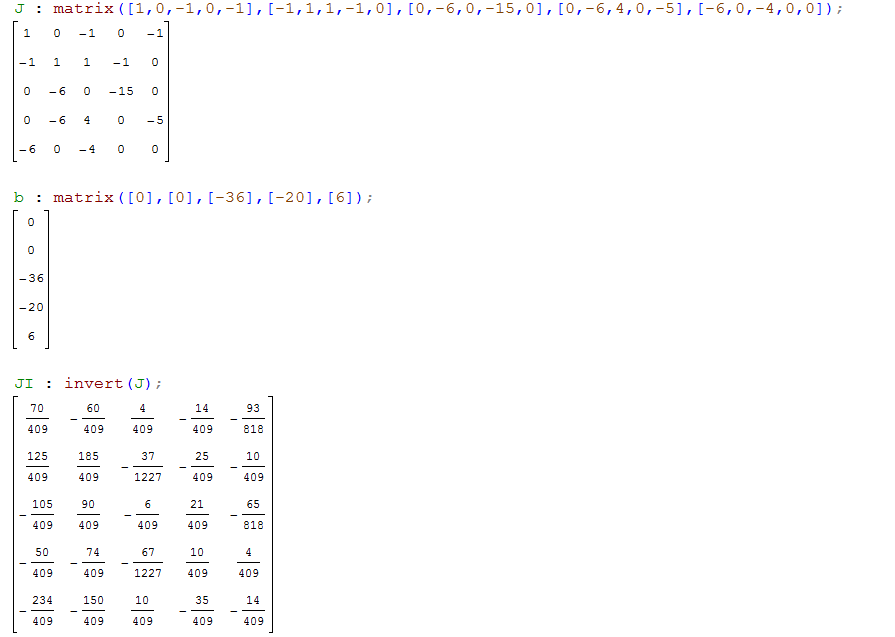 J : matrix([1,0,-1,0,-1],[-1,1,1,-1,0],[0,-6,0,-15,0],[0,-6,4,0,-5],[-6,0,-4,0,0]);
1 0 -1 0 -1
-1 1 1 -1 0
0 -6 0 -15 0
0 -6 4 0 -5
-6 0 -4 0 0
b : matrix([0],[0],[-36],[-20],[6]);
0
0
-36
-20
6
JI : invert(J);
70/409 -60/409 4/409 -14/409 -93/818
125/409 185/409 -37/1227 -25/409 -10/409
-105/409 90/409 -6/409 21/409 -65/818
-50/409 -74/409 -67/1227 10/409 4/409
-234/409 -150/409 10/409 -35/409 -14/409